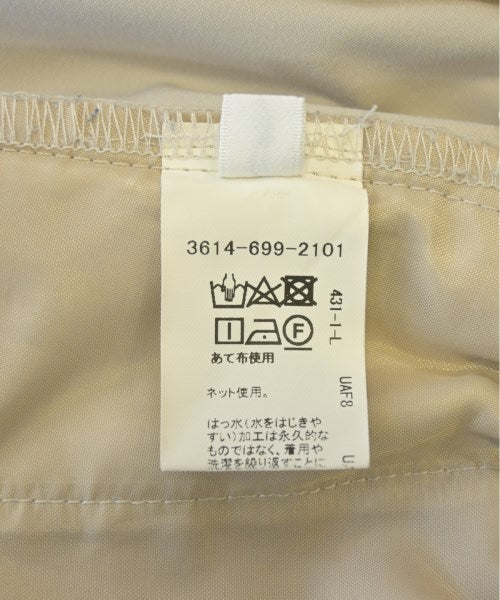 3614-699-2101
F
あて布使用
ネット使用。
はっ水(水をはじきや
すい)加工は永久的な
ものではなく、着用や
洗濯を繰り返すことに
431-1-L
UAF8